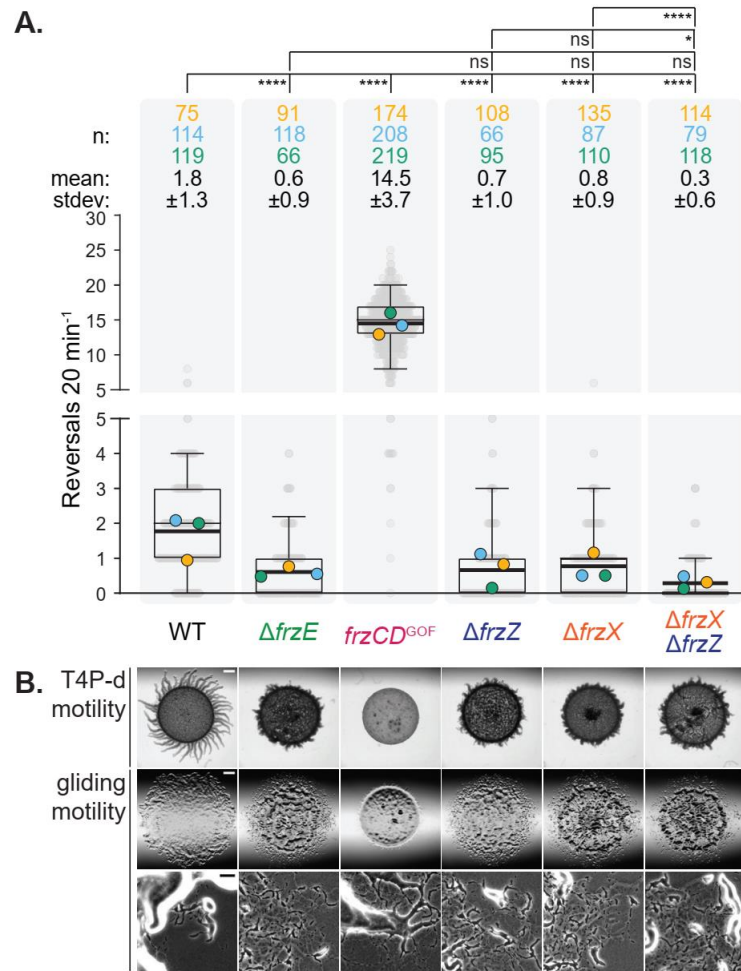 A.
****
ns *
ns ns ns
**** **** **** **** ****
n:
75 91 174 108 135 114
114 118 208 66 87 79
119 66 219 95 110 118
mean: 1.8 0.6 14.5 0.7 0.8 0.3
stdev: ±1.3 ±0.9 ±3.7 ±1.0 ±0.9 ±0.6
Reversals 20 min⁻¹
30
25
20
15
10
5
5
4
3
2
1
0
WT ΔfrzE frzCDᴳᴼᶠ ΔfrzZ ΔfrzX ΔfrzX
ΔfrzZ
B.
T4P-d
motility
gliding
motility